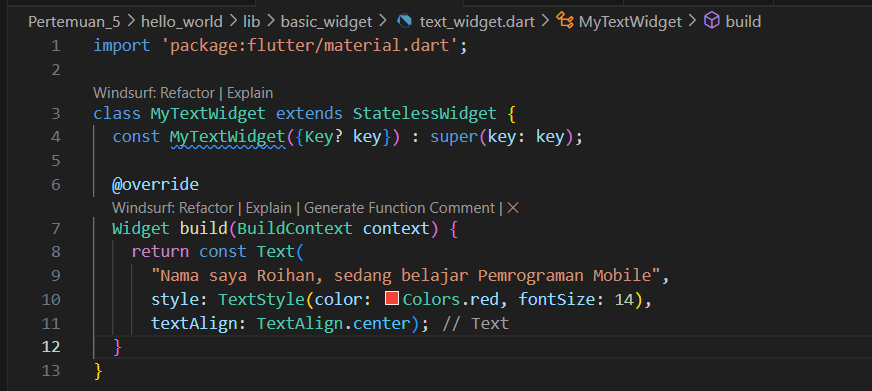 Pertemuan_5 > hello_world > lib > basic_widget > text_widget.dart > MyTextWidget > build
1 import 'package:flutter/material.dart';
2
Windsurf: Refactor | Explain
3 class MyTextWidget extends StatelessWidget {
4 const MyTextWidget({Key? key}) : super(key: key);
5
6 @override
Windsurf: Refactor | Explain | Generate Function Comment | ×
7 Widget build(BuildContext context) {
8 return const Text(
9 "Nama saya Roihan, sedang belajar Pemrograman Mobile",
10 style: TextStyle(color: Colors.red, fontSize: 14),
11 textAlign: TextAlign.center); // Text
12 }
13 }